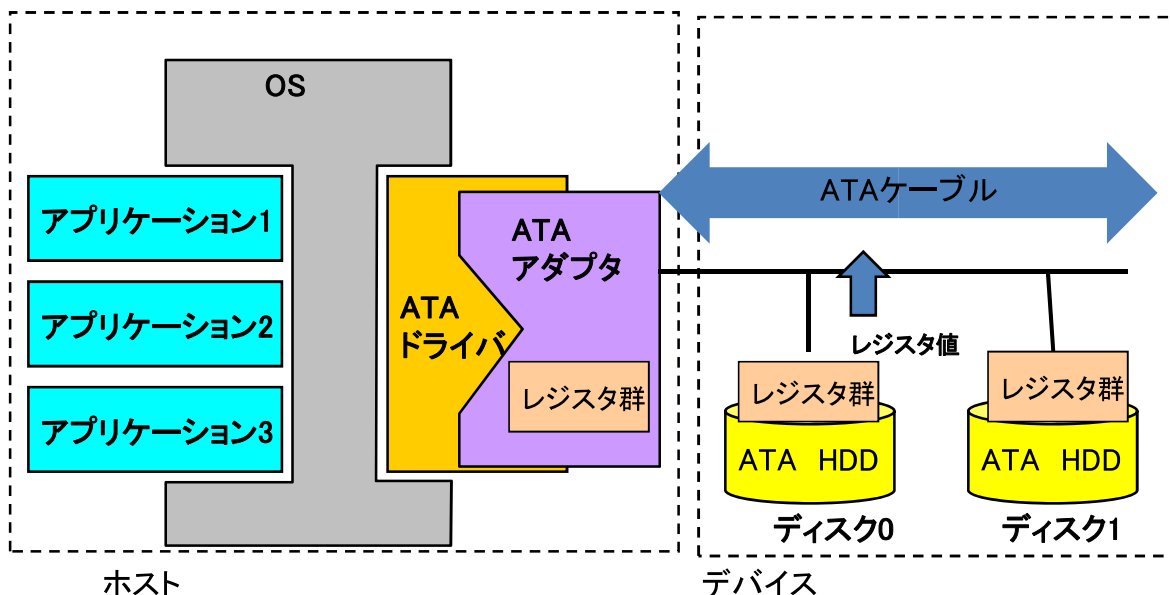 OS
アプリケーション1
アプリケーション2
アプリケーション3
ATA
ドライバ
ATA
アダプタ
レジスタ群
ATAケーブル
レジスタ値
レジスタ群
ATA HDD
ディスク0
レジスタ群
ATA HDD
ディスク1
ホスト
デバイス